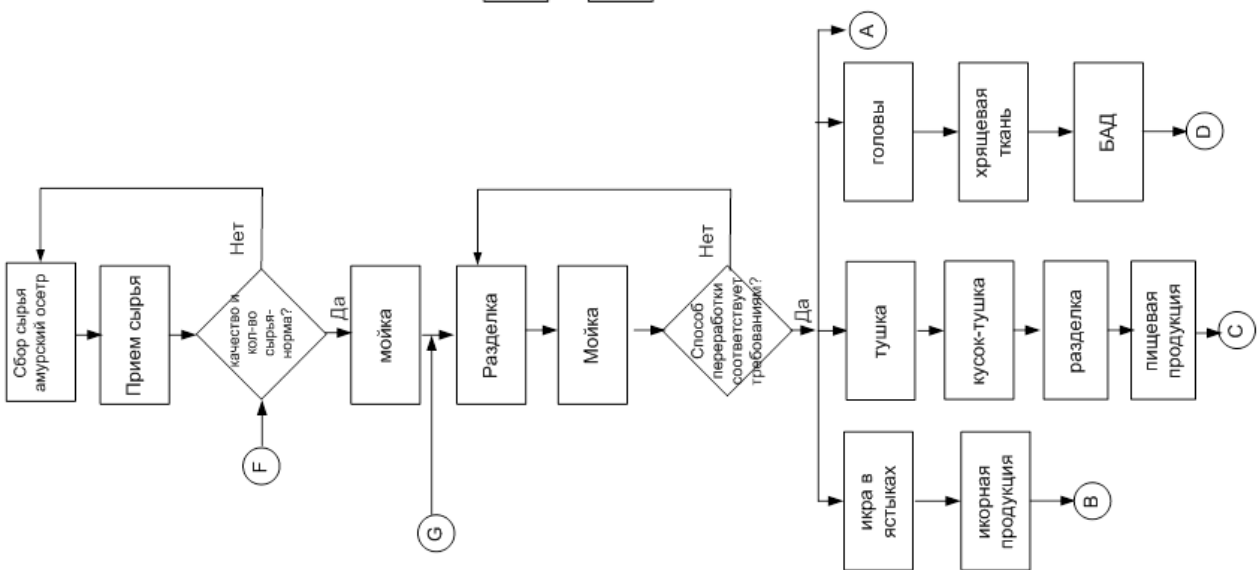 Сбор сырья
амурский осетр
Прием сырья
качество и
кол-во
сырья-
норма?
Нет
Да
F
мойка
G
Разделка
Мойка
Способ
переработки
соответствует
требованиям?
Нет
Да
A
головы
хрящевая
ткань
БАД
D
тушка
кусок-тушка
разделка
пищевая
продукция
C
икра в
ястыках
икорная
продукция
B